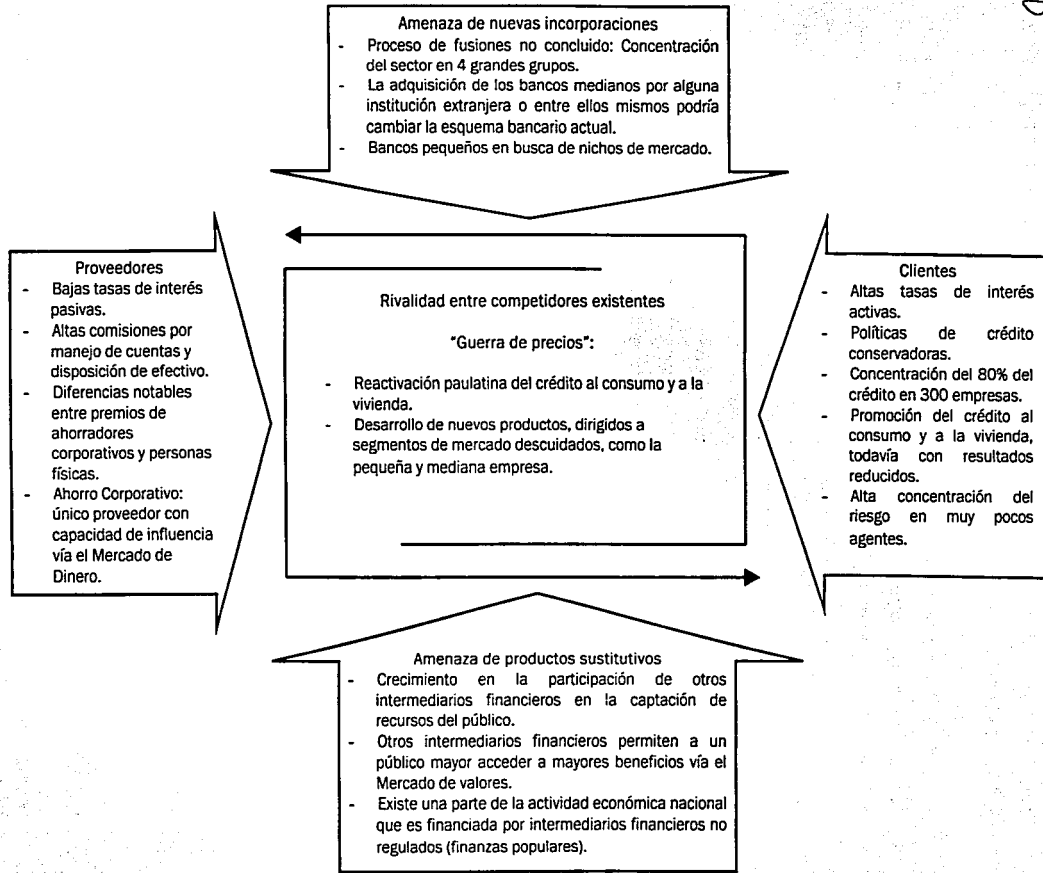 Amenaza de nuevas incorporaciones
- Proceso de fusiones no concluido: Concentración
del sector en 4 grandes grupos.
- La adquisición de los bancos medianos por alguna
institución extranjera o entre ellos mismos podría
cambiar la esquema bancario actual.
- Bancos pequeños en busca de nichos de mercado.
Proveedores
- Bajas tasas de interés
pasivas.
- Altas comisiones por
manejo de cuentas y
disposición de efectivo.
- Diferencias notables
entre premios de
ahorradores
corporativos y personas
físicas.
- Ahorro Corporativo:
único proveedor con
capacidad de influencia
vía el Mercado de
Dinero.
Rivalidad entre competidores existentes
"Guerra de precios":
- Reactivación paulatina del crédito al consumo y a la
vivienda.
- Desarrollo de nuevos productos, dirigidos a
segmentos de mercado descuidados, como la
pequeña y mediana empresa.
Clientes
- Altas tasas de interés
activas.
- Políticas de crédito
conservadoras.
- Concentración del 80% del
crédito en 300 empresas.
- Promoción del crédito al
consumo y a la vivienda,
todavía con resultados
reducidos.
- Alta concentración del
riesgo en muy pocos
agentes.
Amenaza de productos sustitutivos
- Crecimiento en la participación de otros
intermediarios financieros en la captación de
recursos del público.
- Otros intermediarios financieros permiten a un
público mayor acceder a mayores beneficios vía el
Mercado de valores.
- Existe una parte de la actividad económica nacional
que es financiada por intermediarios financieros no
regulados (finanzas populares).